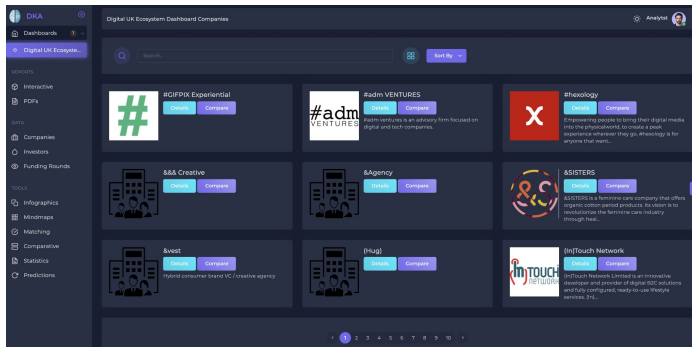 DKA
Dashboards 1
Digital UK Ecosyste...
REPORTS
Interactive
PDFs
DATA
Companies
Investors
Funding Rounds
TOOLS
Infographics
Mindmaps
Matching
Comparative
Statistics
Predictions
Digital UK Ecosystem Dashboard Companies
Analyst
Search...
Sort By
#
#GIFPIX Experiential
Details Compare
#adm
VENTURES
#adm VENTURES
Details Compare
#adm ventures is an advisory firm focused on
digital and tech companies.
X
#hexology
Details Compare
Empowering people to bring their digital media
into the physicalworld, to create a peak
experience wherever they go, #hexology is for
anyone that want...
&&& Creative
Details Compare
&Agency
Details Compare
&SISTERS
Details Compare
&SISTERS is a feminine care company that offers
organic cotton period products. Its vision is to
revolutionize the feminine care industry
through heal...
&vest
Details Compare
Hybrid consumer brand VC / creative agency
(Hug)
Details Compare
(in)TOUCH
NETWORK
(In)Touch Network
Details Compare
(In)Touch Network Limited is an innovative
developer and provider of digital B2C solutions
and fully configured, ready-to-use lifestyle
services. (In)...
1 2 3 4 5 6 7 8 9 10